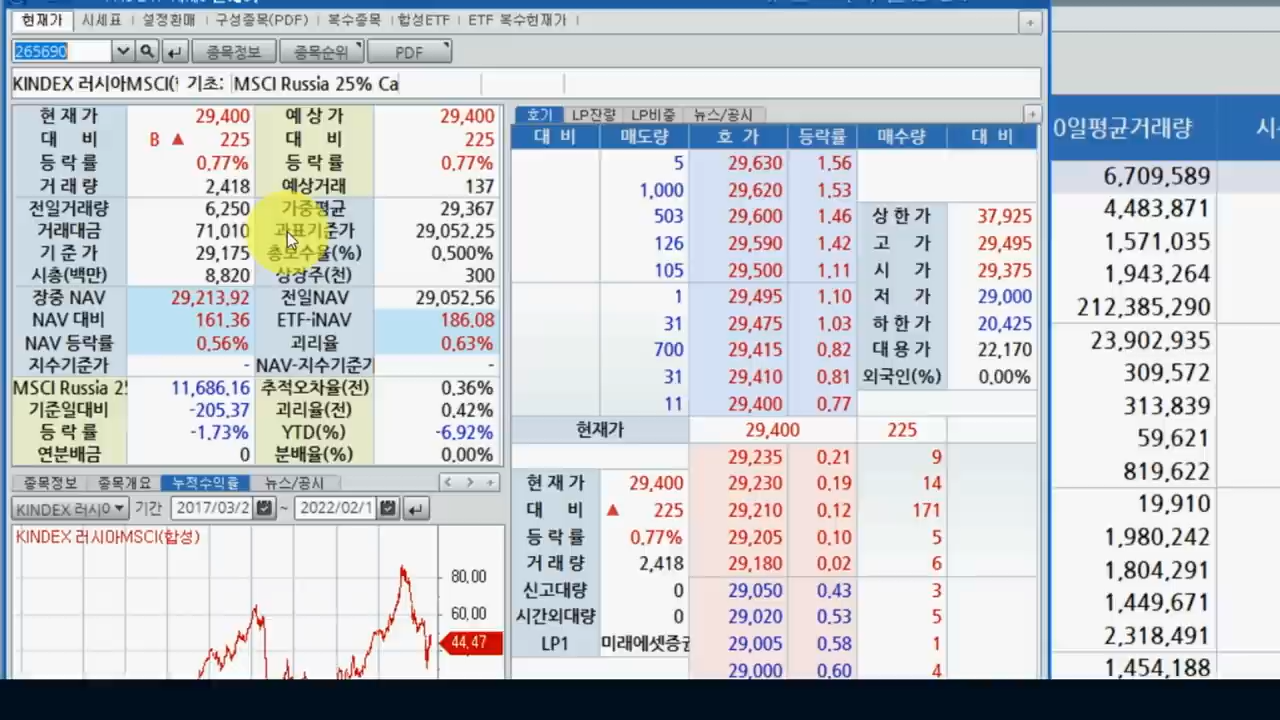 현재가 시세표 설정환매 구성종목(PDF) 복수종목 합성ETF ETF 복수현재가
265690 종목정보 종목순위 PDF
KINDEX 러시아MSCI( 기초: MSCI Russia 25% Ca
현 재 가 29,400 예 상 가 29,400
대 비 B ▲ 225 대 비 225
등 락 률 0.77% 등 락 률 0.77%
거 래 량 2,418 예상거래 137
전일거래량 6,250 가중평균 29,367
거래대금 71,010 과표기준가 29,052.25
기 준 가 29,175 총보수율(%) 0.500%
시총(백만) 8,820 상장주(천) 300
장중 NAV 29,213.92 전일NAV 29,052.56
NAV 대비 161.36 ETF-iNAV 186.08
NAV 등락률 0.56% 괴리율 0.63%
지수기준가 - NAV-지수기준가 -
MSCI Russia 2 11,686.16 추적오차율(전) 0.36%
기준일대비 -205.37 괴리율(전) 0.42%
등 락 률 -1.73% YTD(%) -6.92%
연분배금 0 분배율(%) 0.00%
종목정보 종목개요 누적수익률 뉴스/공시
KINDEX 러시0 기간 2017/03/2 ~ 2022/02/1
KINDEX 러시아MSCI(합성)
80.00
60.00
44.47
호가 LP잔량 LP비중 뉴스/공시
대 비 매도량 호 가 등락률 매수량 대 비
5 29,630 1.56
1,000 29,620 1.53
503 29,600 1.46 상 한 가 37,925
126 29,590 1.42 고 가 29,495
105 29,500 1.11 시 가 29,375
1 29,495 1.10 저 가 29,000
31 29,475 1.03 하 한 가 20,425
700 29,415 0.82 대 용 가 22,170
31 29,410 0.81 외국인(%) 0.00%
11 29,400 0.77
현재가 29,400 225
29,235 0.21 9
현 재 가 29,400 29,230 0.19 14
대 비 ▲ 225 29,210 0.12 171
등 락 률 0.77% 29,205 0.10 5
거 래 량 2,418 29,180 0.02 6
신고대량 0 29,050 0.43 3
시간외대량 0 29,020 0.53 5
LP1 미래에셋증권 29,005 0.58 1
29,000 0.60 4
0일평균거래량 시
6,709,589
4,483,871
1,571,035
1,943,264
212,385,290
23,902,935
309,572
313,839
59,621
819,622
19,910
1,980,242
1,804,291
1,449,671
2,318,491
1,454,188